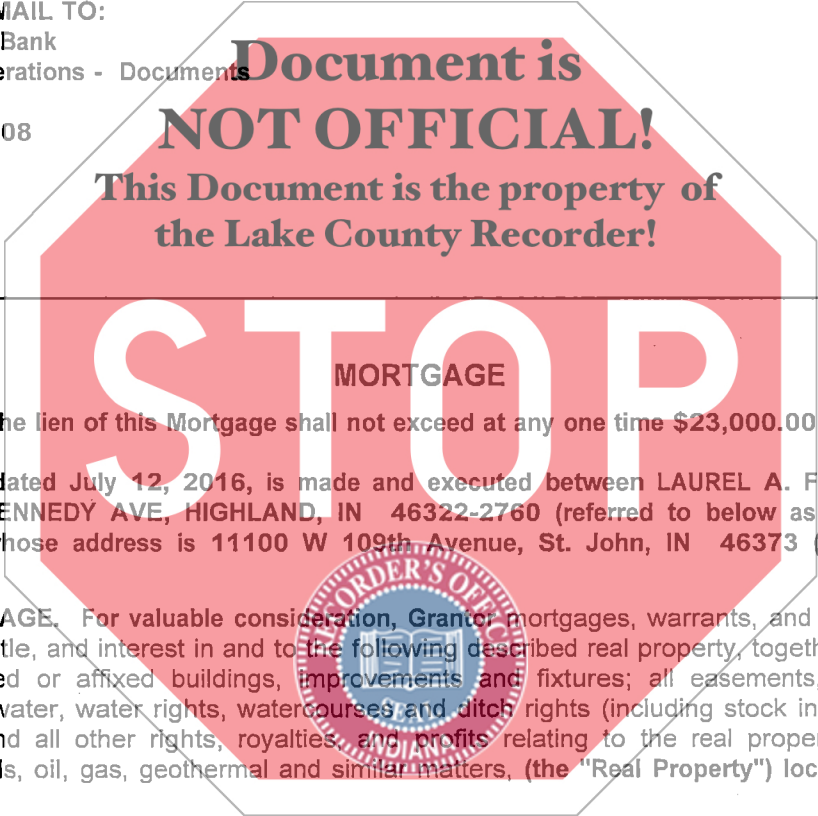 MAIL TO:
Bank
erations - Documents
Document is
NOT OFFICIAL!
08
This Document is the property of
the Lake County Recorder!
STOP
MORTGAGE
he lien of this Mortgage shall not exceed at any one time $23,000.00
dated July 12, 2016, is made and executed between LAUREL A. F
ENNEDY AVE, HIGHLAND, IN 46322-2760 (referred to below as
hose address is 11100 W 109th Avenue, St. John, IN 46373 (
AGE. For valuable consideration, Grantor mortgages, warrants, and
tle, and interest in and to the following described real property, togeth
ed or affixed buildings, improvements and fixtures; all easements,
water, water rights, watercourses and ditch rights (including stock in
nd all other rights, royalties, and profits relating to the real proper
ls, oil, gas, geothermal and similar matters, (the "Real Property") loc
RECORDER'S OFFICE
SEAL
INDIANA